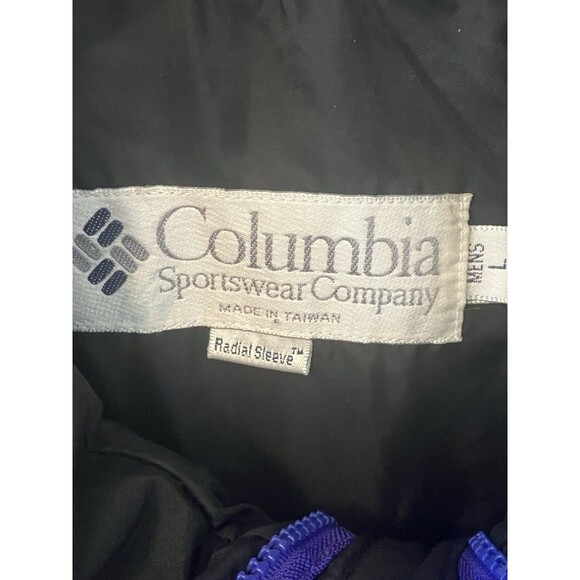 Columbia
Sportswear Company
MADE IN TAIWAN
Radial Sleeve™
MENS
L